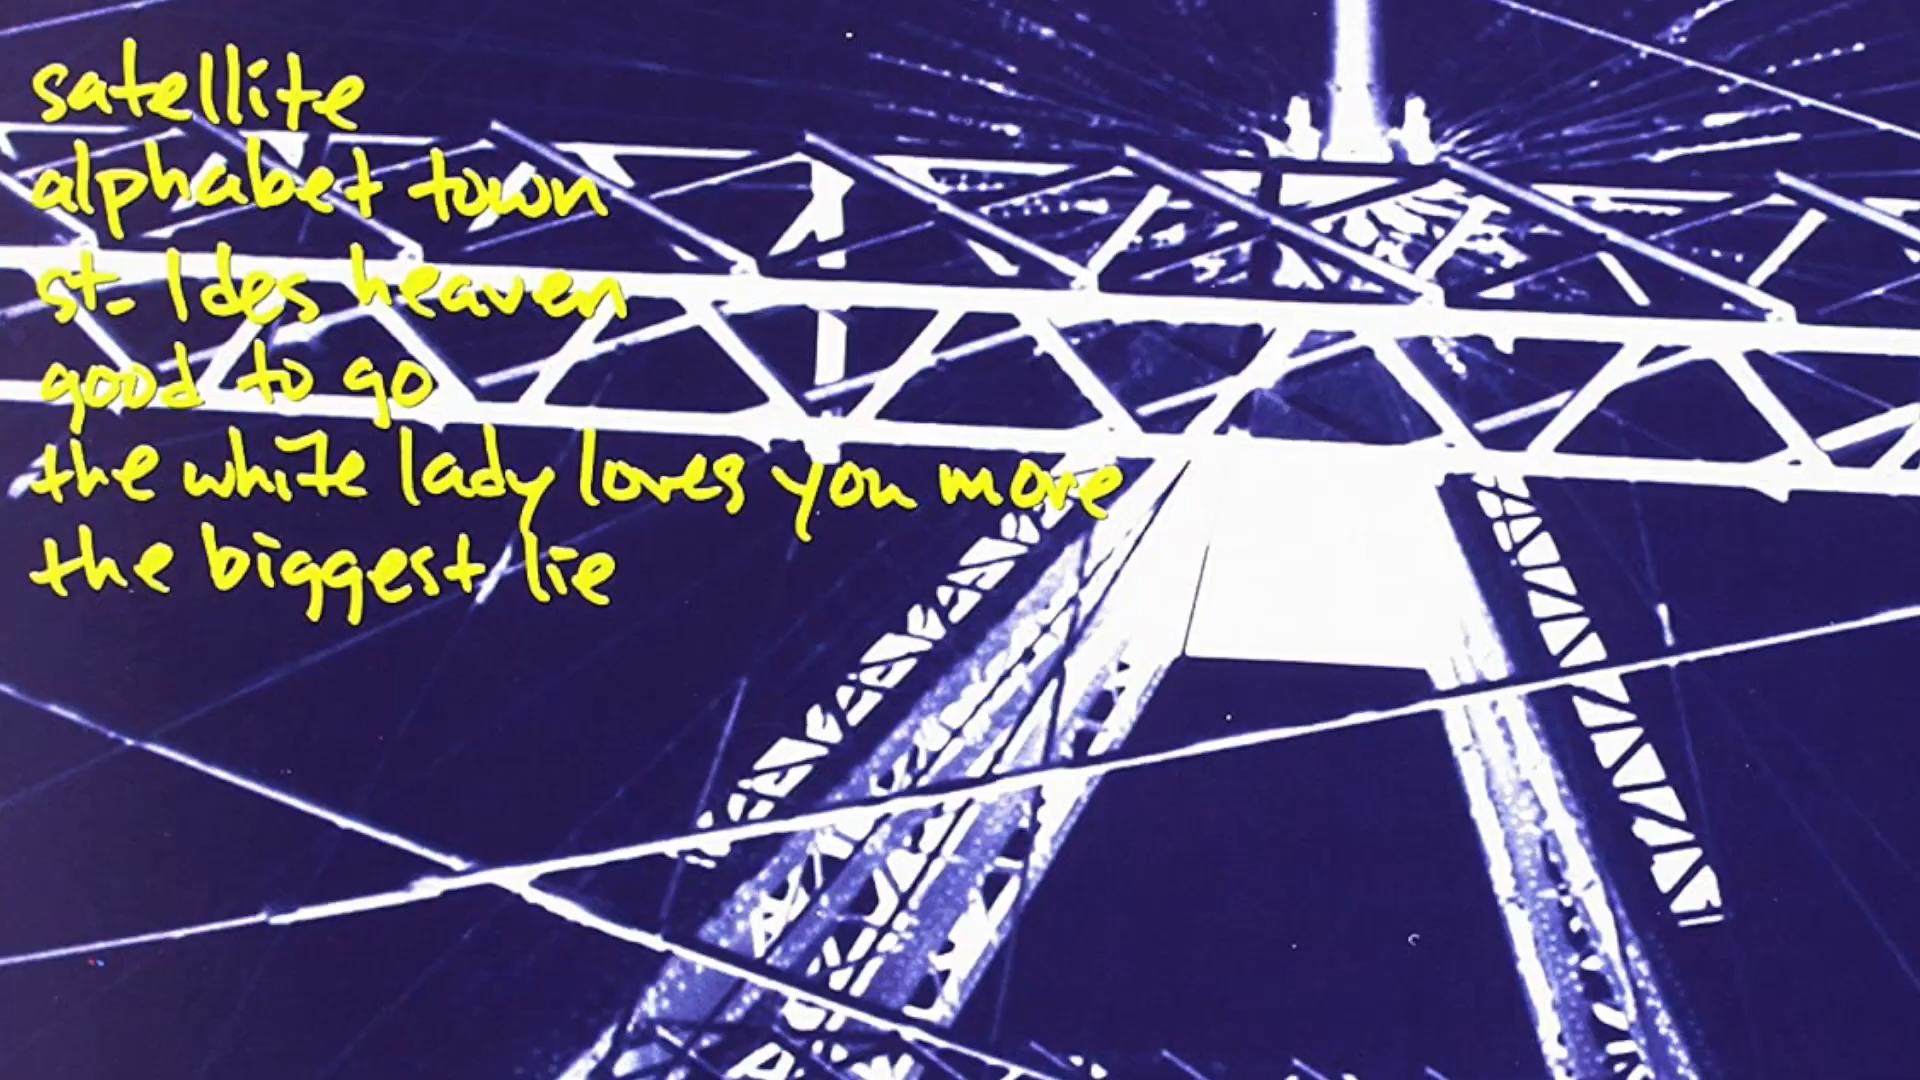 satellite
alphabet town
st. Ides heaven
good to go
the white lady loves you more
the biggest lie